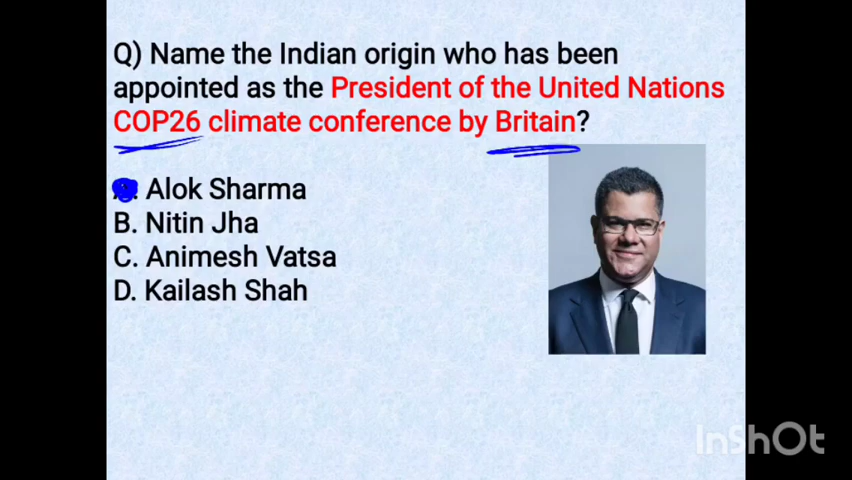 Q) Name the Indian origin who has been
appointed as the President of the United Nations
COP26 climate conference by Britain?
Alok Sharma
B. Nitin Jha
C. Animesh Vatsa
D. Kailash Shah
InShOt